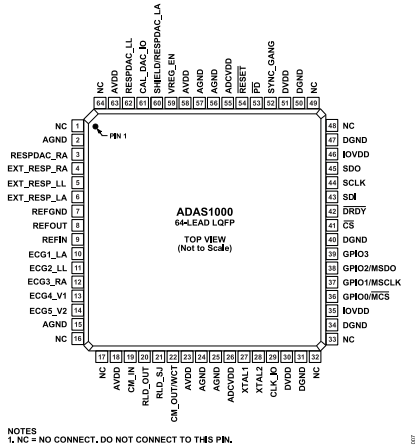 NC
AVDD
RESPDAC_LL
CAL_DAC_IO
SHIELD/RESPDAC_LA
VREG_EN
AVDD
AGND
AGND
ADCVDD
RESET
PD
SYNC_GANG
DVDD
DGND
NC
64 63 62 61 60 59 58 57 56 55 54 53 52 51 50 49
NC 1
AGND 2
RESPDAC_RA 3
EXT_RESP_RA 4
EXT_RESP_LL 5
EXT_RESP_LA 6
REFGND 7
REFOUT 8
REFIN 9
ECG1_LA 10
ECG2_LL 11
ECG3_RA 12
ECG4_V1 13
ECG5_V2 14
AGND 15
NC 16
PIN 1
ADAS1000
64-LEAD LQFP
TOP VIEW
(Not to Scale)
48 NC
47 DGND
46 IOVDD
45 SDO
44 SCLK
43 SDI
42 DRDY
41 CS
40 DGND
39 GPIO3
38 GPIO2/MSDO
37 GPIO1/MSCLK
36 GPIO0/MCS
35 IOVDD
34 DGND
33 NC
17 18 19 20 21 22 23 24 25 26 27 28 29 30 31 32
NC
AVDD
CM_IN
RLD_OUT
RLD_SJ
CM_OUT/WCT
AVDD
AGND
AGND
ADCVDD
XTAL1
XTAL2
CLK_IO
DVDD
DGND
NC
NOTES
1. NC = NO CONNECT. DO NOT CONNECT TO THIS PIN.